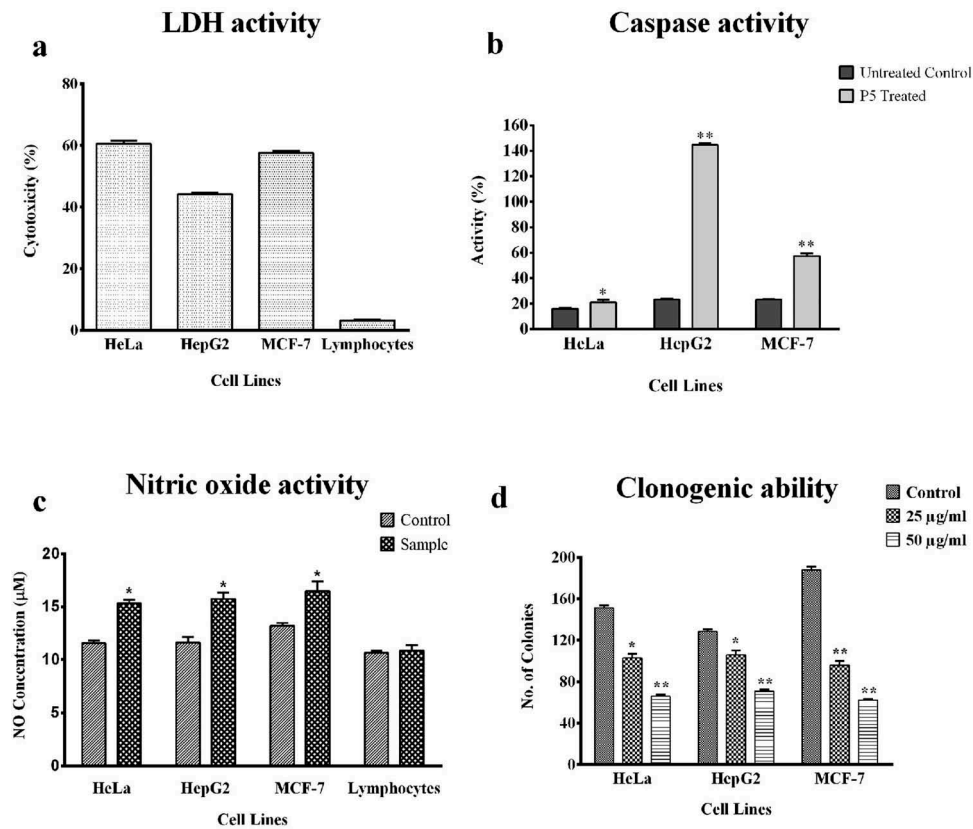 LDH activity
a
80
60
40
20
0
Cytotoxicity (%)
HeLa HepG2 MCF-7 Lymphocytes
Cell Lines
Caspase activity
b
Untreated Control
P5 Treated
160
140
120
100
80
60
40
20
0
Activity (%)
**
**
*
HeLa HepG2 MCF-7
Cell Lines
Nitric oxide activity
c
Control
Sample
20
15
10
5
0
NO Concentration (µM)
* * *
HeLa HepG2 MCF-7 Lymphocytes
Cell Lines
Clonogenic ability
d
Control
25 µg/ml
50 µg/ml
200
160
120
80
40
0
No. of Colonies
* ** * ** ** **
HeLa HepG2 MCF-7
Cell Lines